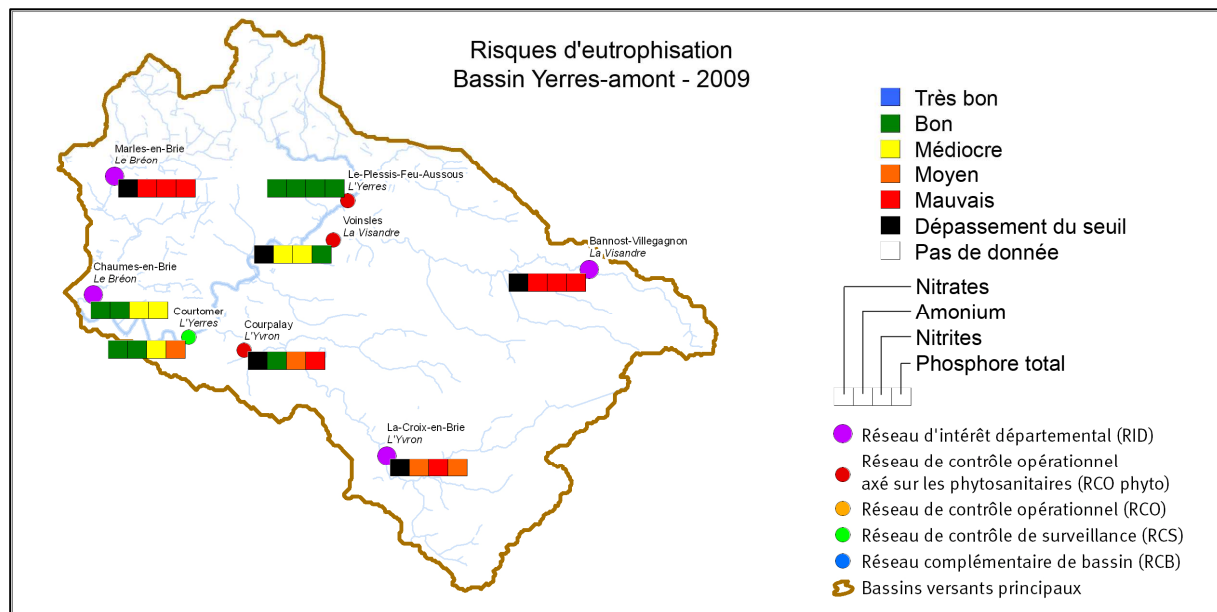 Risques d'eutrophisation
Bassin Yerres-amont - 2009
Marles-en-Brie
Le Bréon
Le-Plessis-Feu-Aussous
L'Yerres
Voinsles
La Visandre
Bannost-Villegagnon
La Visandre
Chaumes-en-Brie
Le Bréon
Courtomer
L'Yerres
Courpalay
L'Yvron
La-Croix-en-Brie
L'Yvron
Très bon
Bon
Médiocre
Moyen
Mauvais
Dépassement du seuil
Pas de donnée
Nitrates
Amonium
Nitrites
Phosphore total
Réseau d'intérêt départemental (RID)
Réseau de contrôle opérationnel
axé sur les phytosanitaires (RCO phyto)
Réseau de contrôle opérationnel (RCO)
Réseau de contrôle de surveillance (RCS)
Réseau complémentaire de bassin (RCB)
Bassins versants principaux